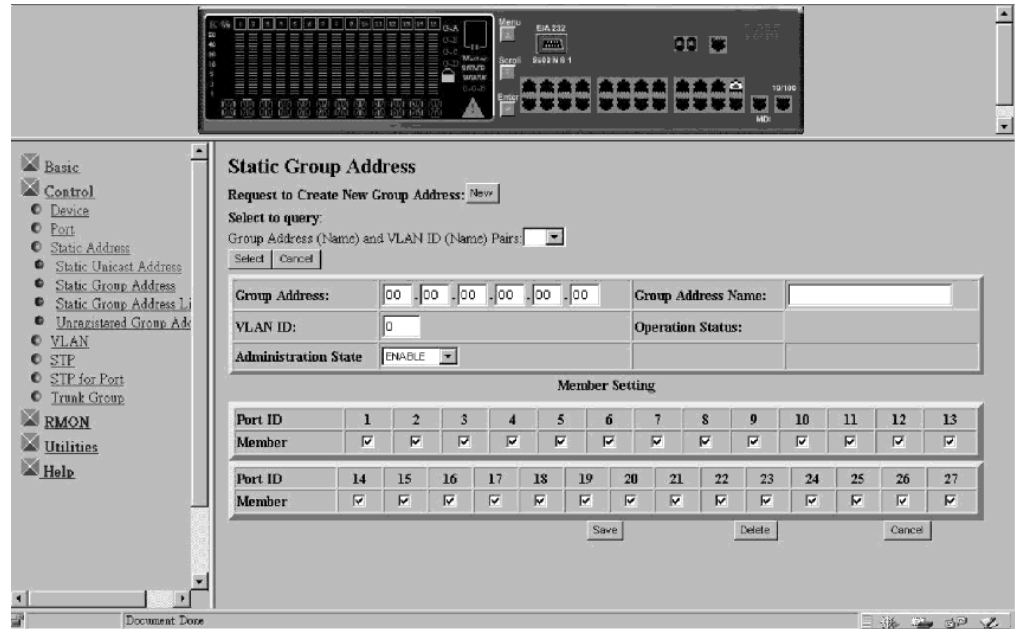 Menu
EIA 232
Scroll
Enter
10/100
MDI
Basic
Control
Device
Port
Static Address
Static Unicast Address
Static Group Address
Static Group Address Li
Unregistered Group Add
VLAN
STP
STP for Port
Trunk Group
RMON
Utilities
Help
Static Group Address
Request to Create New Group Address: New
Select to query:
Group Address (Name) and VLAN ID (Name) Pairs:
Select Cancel
Group Address: 00 . 00 . 00 . 00 . 00 . 00 Group Address Name:
VLAN ID: 0 Operation Status:
Administration State ENABLE
Member Setting
Port ID 1 2 3 4 5 6 7 8 9 10 11 12 13
Member
Port ID 14 15 16 17 18 19 20 21 22 23 24 25 26 27
Member
Save Delete Cancel
Document Done